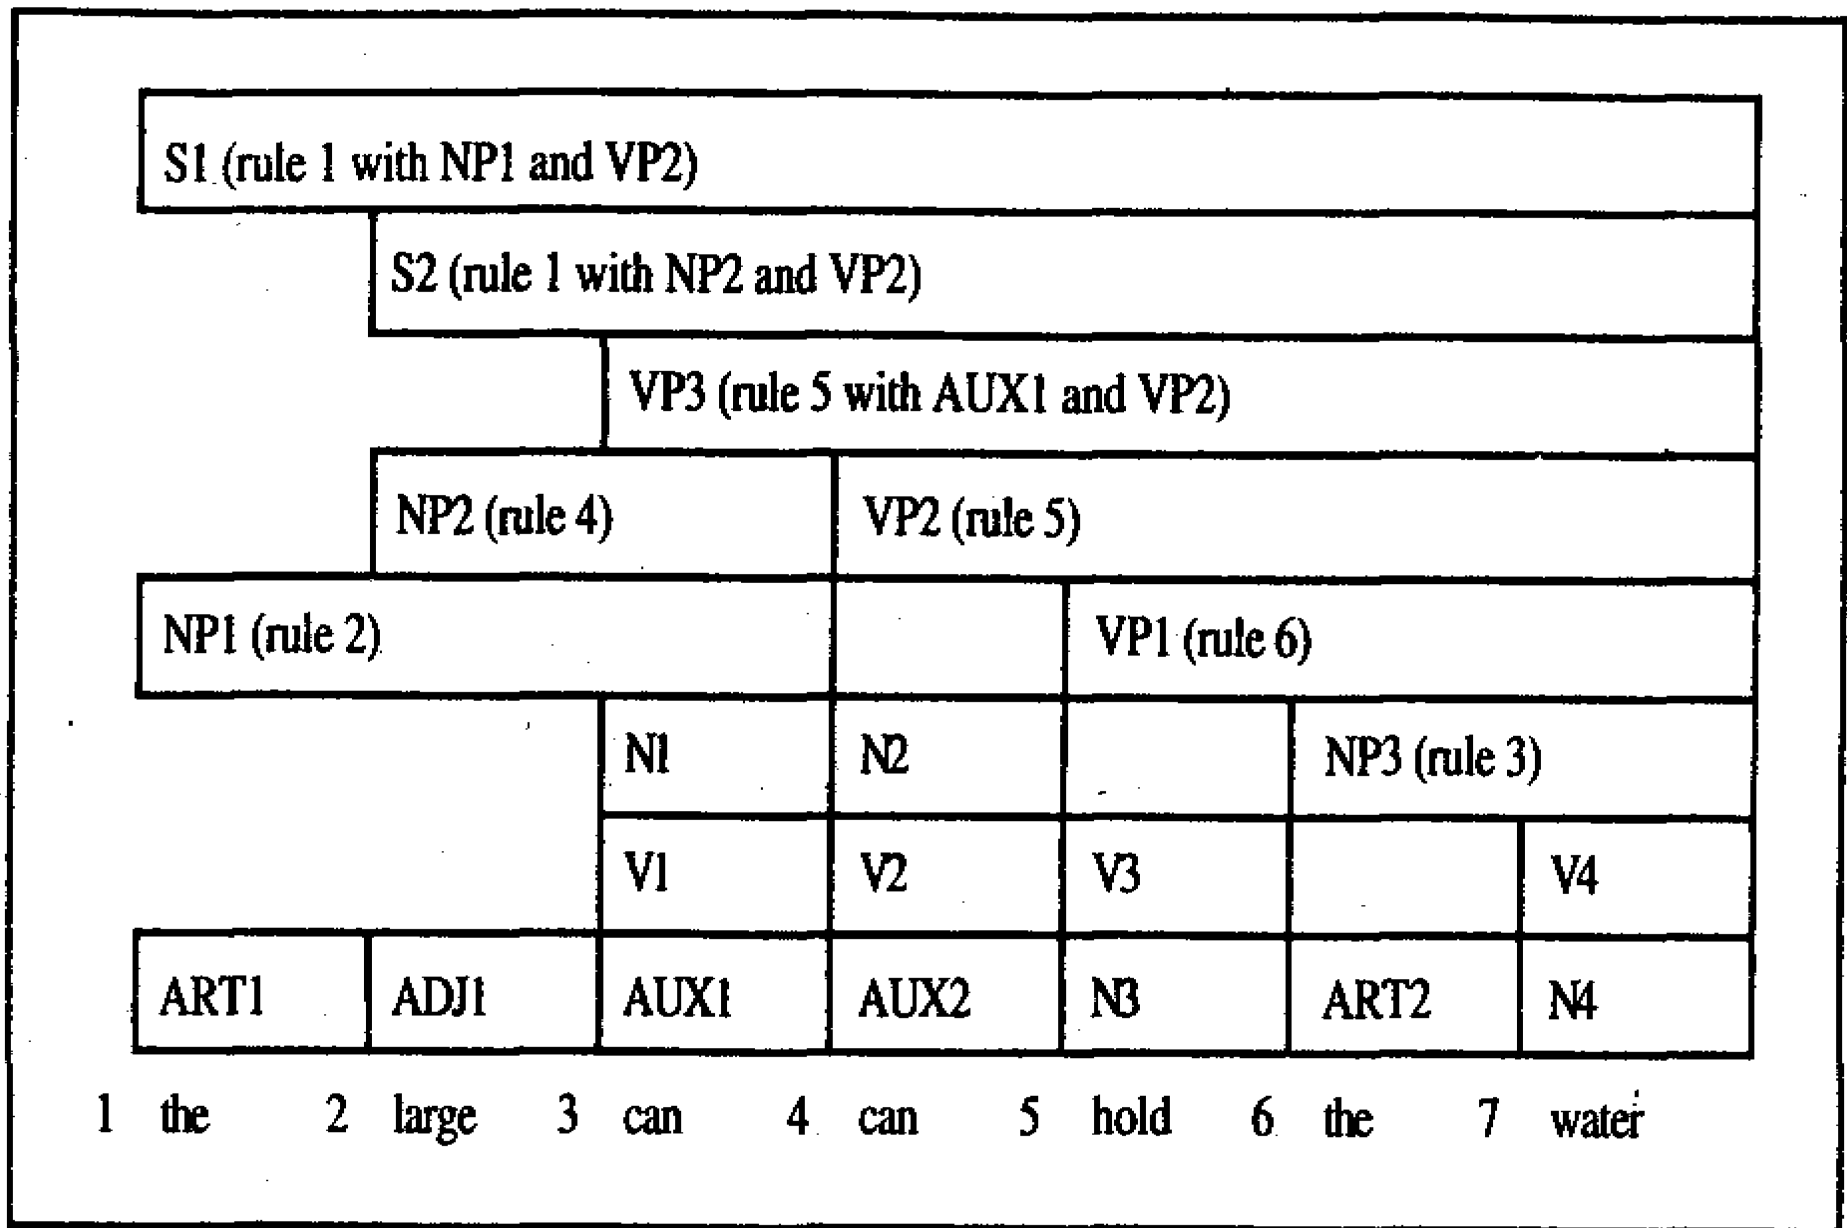 S1 (rule 1 with NP1 and VP2)
S2 (rule 1 with NP2 and VP2)
VP3 (rule 5 with AUX1 and VP2)
NP2 (rule 4) VP2 (rule 5)
NP1 (rule 2) VP1 (rule 6)
N1 N2 NP3 (rule 3)
V1 V2 V3 V4
ART1 ADJ1 AUX1 AUX2 N3 ART2 N4
1 the 2 large 3 can 4 can 5 hold 6 the 7 water